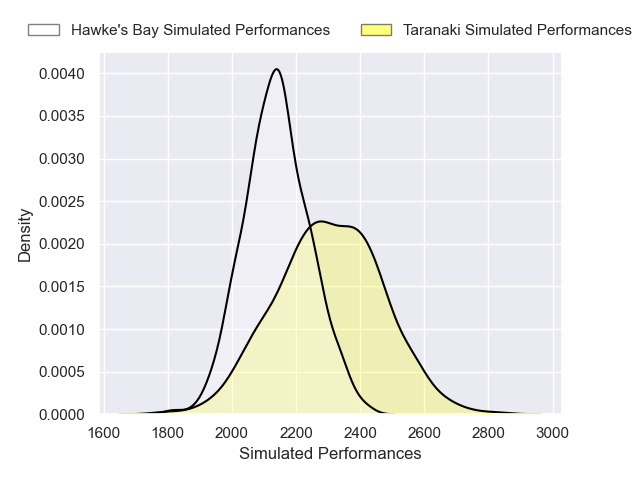 Hawke's Bay Simulated Performances Taranaki Simulated Performances
0.0040
0.0035
0.0030
0.0025
0.0020
0.0015
0.0010
0.0005
0.0000
Density
1600 1800 2000 2200 2400 2600 2800 3000
Simulated Performances